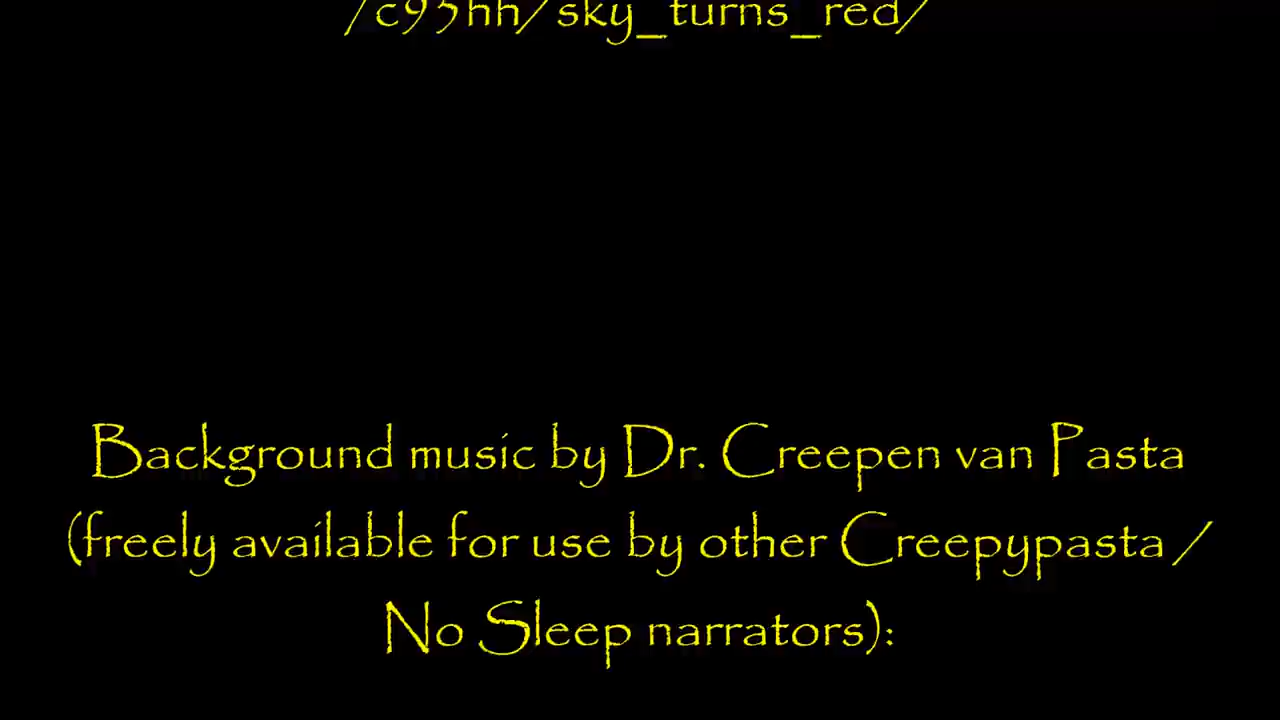 /c95hh/sky_turns_red/
Background music by Dr. Creepen van Pasta
(freely available for use by other Creepypasta /
No Sleep narrators):